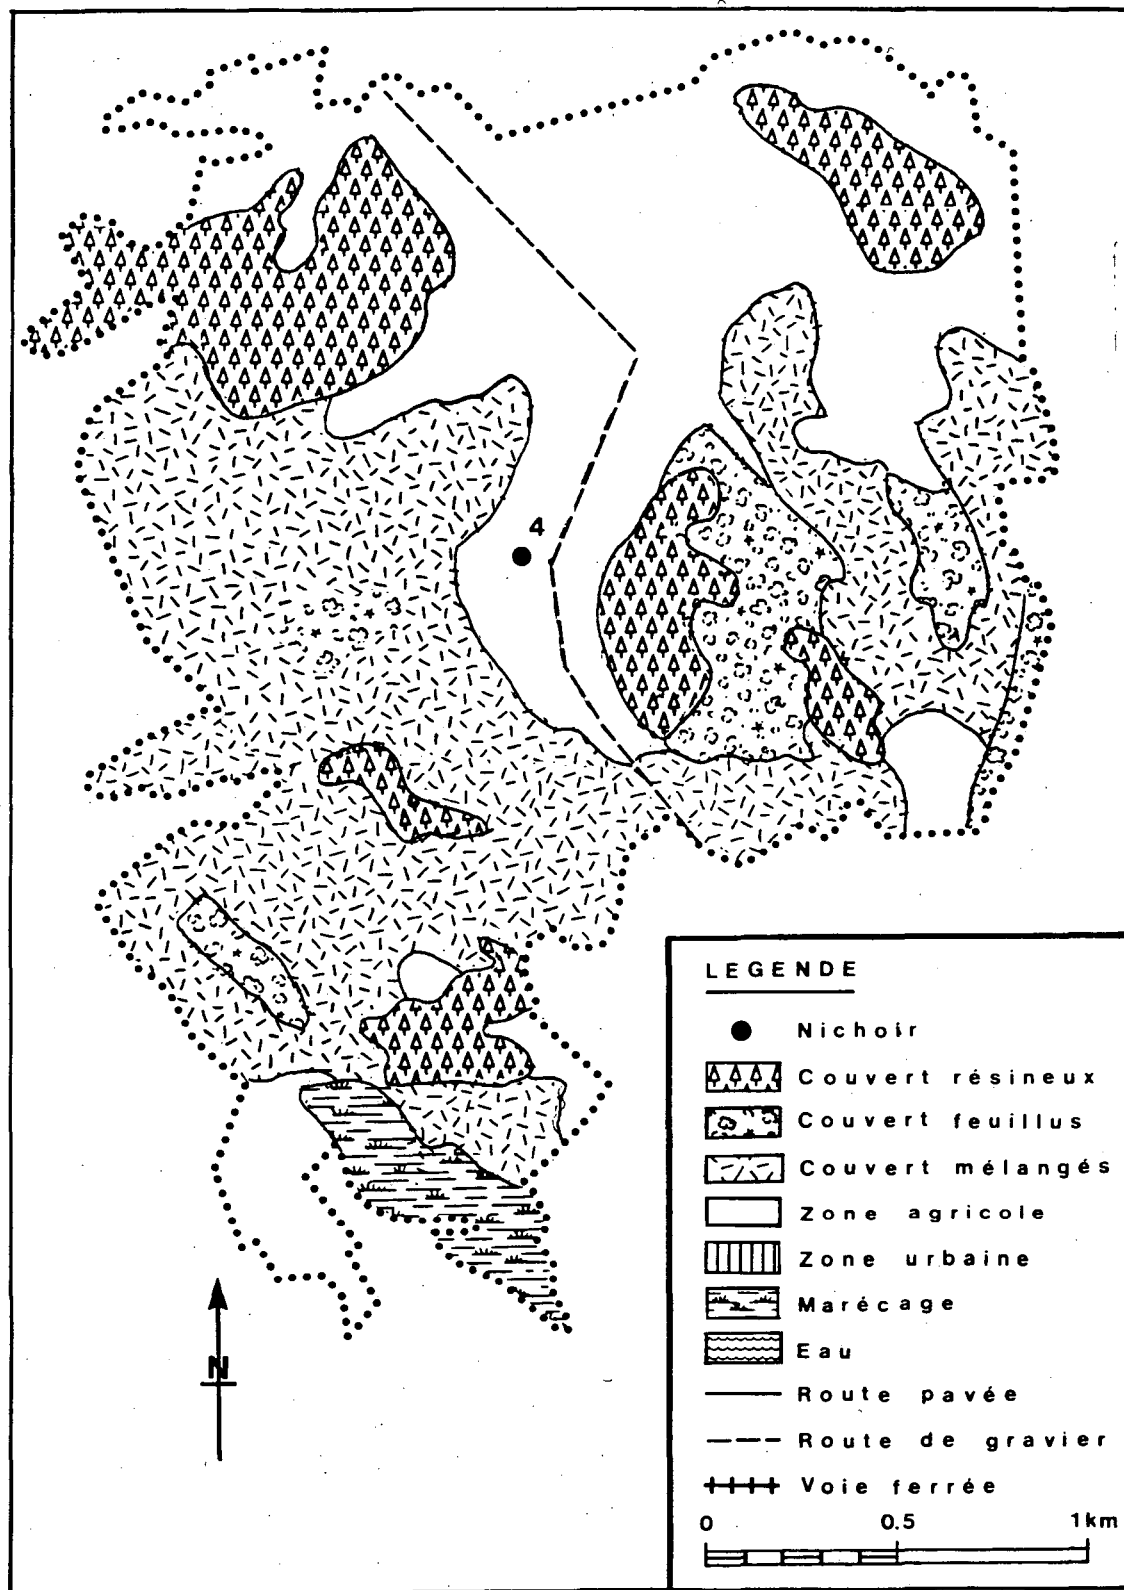 4
N
LEGENDE
Nichoir
Couvert résineux
Couvert feuillus
Couvert mélangés
Zone agricole
Zone urbaine
Marécage
Eau
Route pavée
Route de gravier
Voie ferrée
0 0.5 1km